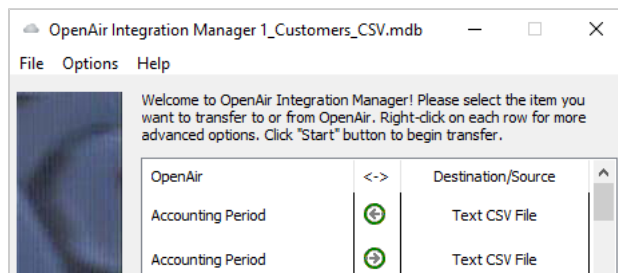 OpenAir Integration Manager 1_Customers_CSV.mdb
File Options Help
Welcome to OpenAir Integration Manager! Please select the item you
want to transfer to or from OpenAir. Right-click on each row for more
advanced options. Click "Start" button to begin transfer.
OpenAir <-> Destination/Source
Accounting Period Text CSV File
Accounting Period Text CSV File